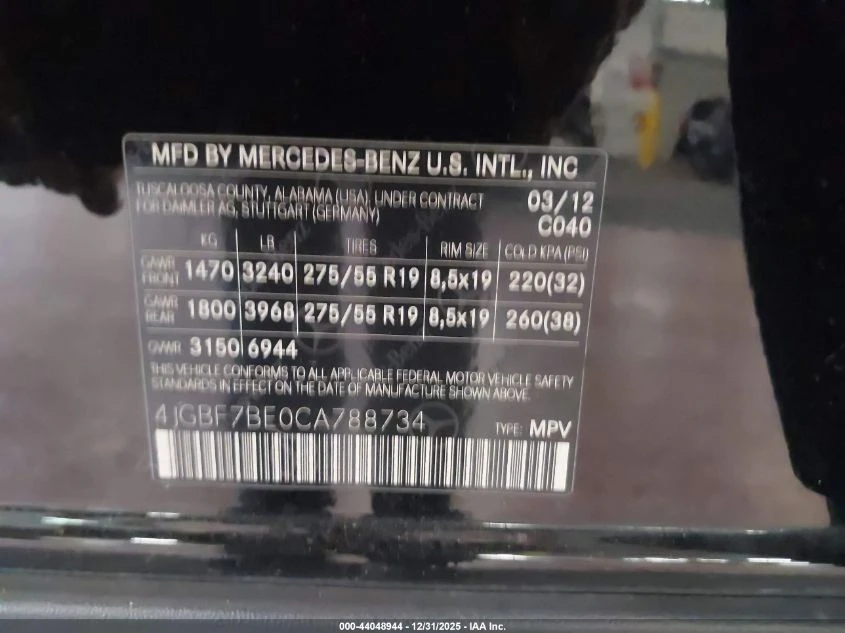 MFD BY MERCEDES-BENZ U.S. INTL., INC
TUSCALOOSA COUNTY, ALABAMA (USA), UNDER CONTRACT
FOR DAIMLER AG, STUTTGART (GERMANY)
03/12
C040
KG LB TIRES RIM SIZE COLD KPA (PSI)
GAWR FRONT 1470 3240 275/55 R19 8,5x19 220(32)
GAWR REAR 1800 3968 275/55 R19 8,5x19 260(38)
GVWR 3150 6944
THIS VEHICLE CONFORMS TO ALL APPLICABLE FEDERAL MOTOR VEHICLE SAFETY
STANDARDS IN EFFECT ON THE DATE OF MANUFACTURE SHOWN ABOVE.
4JGBF7BE0CA788734 TYPE: MPV
000-44048944 - 12/31/2025 - IAA Inc.